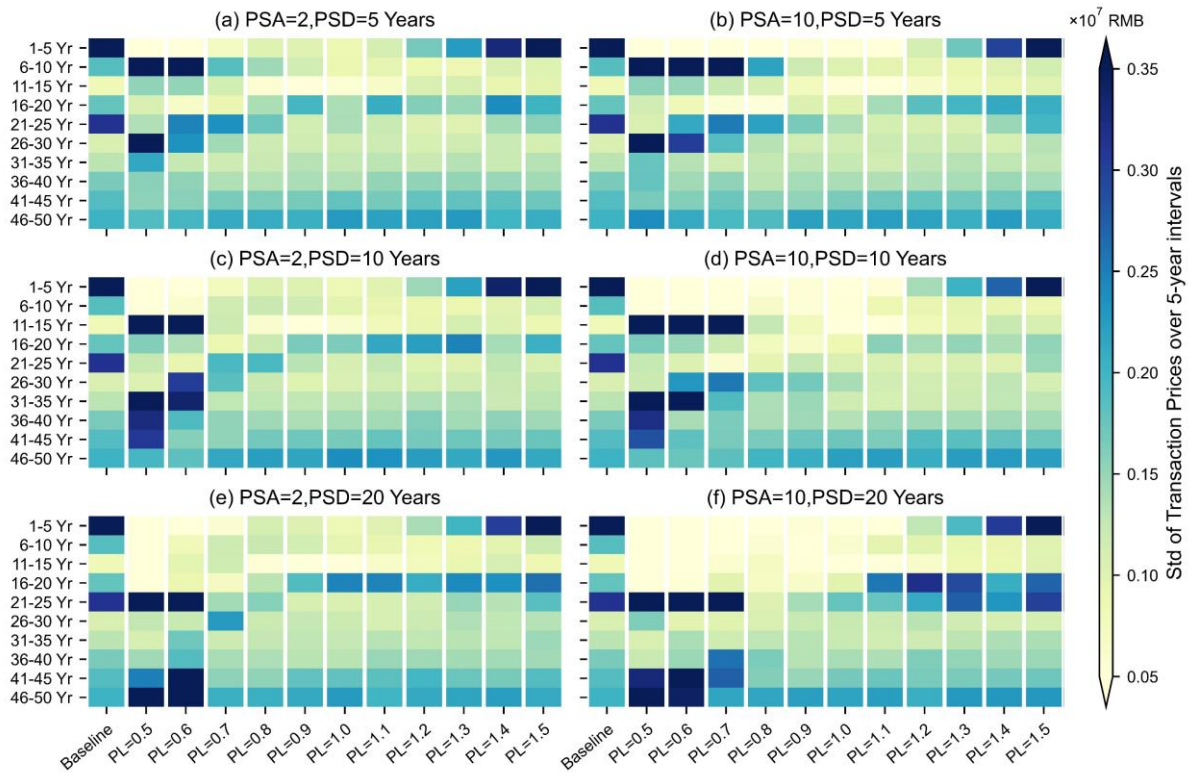 (a) PSA=2,PSD=5 Years
(b) PSA=10,PSD=5 Years
×10⁷ RMB
1-5 Yr
6-10 Yr
11-15 Yr
16-20 Yr
21-25 Yr
26-30 Yr
31-35 Yr
36-40 Yr
41-45 Yr
46-50 Yr
(c) PSA=2,PSD=10 Years
(d) PSA=10,PSD=10 Years
1-5 Yr
6-10 Yr
11-15 Yr
16-20 Yr
21-25 Yr
26-30 Yr
31-35 Yr
36-40 Yr
41-45 Yr
46-50 Yr
(e) PSA=2,PSD=20 Years
(f) PSA=10,PSD=20 Years
1-5 Yr
6-10 Yr
11-15 Yr
16-20 Yr
21-25 Yr
26-30 Yr
31-35 Yr
36-40 Yr
41-45 Yr
46-50 Yr
Baseline
PL=0.5
PL=0.6
PL=0.7
PL=0.8
PL=0.9
PL=1.0
PL=1.1
PL=1.2
PL=1.3
PL=1.4
PL=1.5
Baseline
PL=0.5
PL=0.6
PL=0.7
PL=0.8
PL=0.9
PL=1.0
PL=1.1
PL=1.2
PL=1.3
PL=1.4
PL=1.5
0.35
0.30
0.25
0.20
0.15
0.10
0.05
Std of Transaction Prices over 5-year intervals